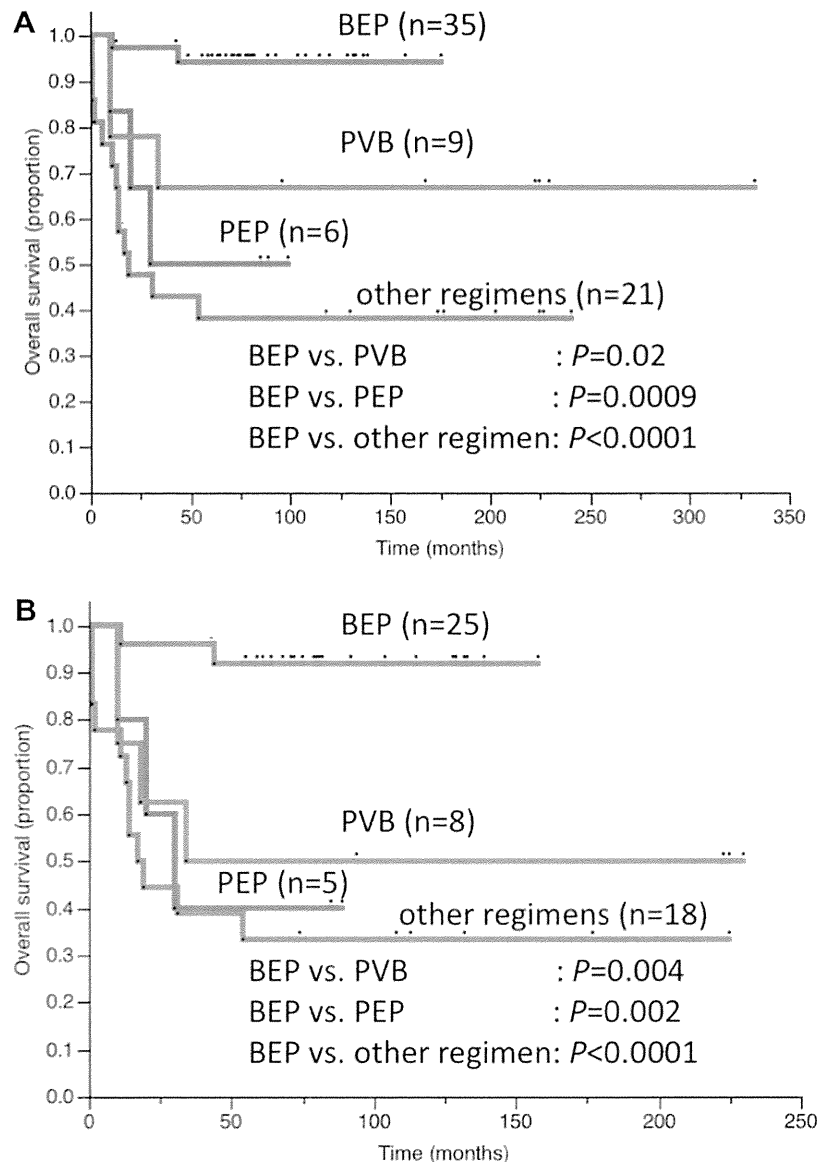 A
BEP (n=35)
PVB (n=9)
PEP (n=6)
other regimens (n=21)
BEP vs. PVB : P=0.02
BEP vs. PEP : P=0.0009
BEP vs. other regimen: P<0.0001
Overall survival (proportion)
1.0
0.9
0.8
0.7
0.6
0.5
0.4
0.3
0.2
0.1
0.0
0 50 100 150 200 250 300 350
Time (months)
B
BEP (n=25)
PVB (n=8)
PEP (n=5)
other regimens (n=18)
BEP vs. PVB : P=0.004
BEP vs. PEP : P=0.002
BEP vs. other regimen: P<0.0001
Overall survival (proportion)
1.0
0.9
0.8
0.7
0.6
0.5
0.4
0.3
0.2
0.1
0.0
0 50 100 150 200 250
Time (months)